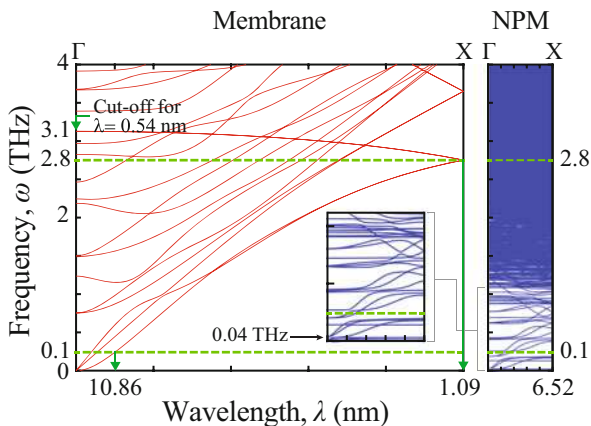 Membrane NPM
Γ X Γ X
4
Cut-off for
λ= 0.54 nm
3.1
2.8 2.8
2
0.04 THz
0.1 0.1
0
Frequency, ω (THz)
10.86 1.09 6.52
Wavelength, λ (nm)